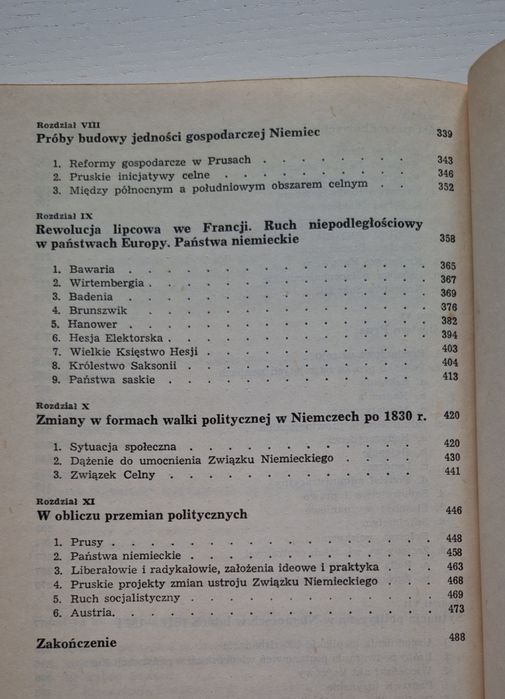 Rozdział VIII
Próby budowy jedności gospodarczej Niemiec 339
1. Reformy gospodarcze w Prusach . . . . . . . . 343
2. Pruskie inicjatywy celne . . . . . . . . . 346
3. Między północnym a południowym obszarem celnym . . 352
Rozdział IX
Rewolucja lipcowa we Francji. Ruch niepodległościowy
w państwach Europy. Państwa niemieckie 358
1. Bawaria . . . . . . . . . . . . . 365
2. Wirtembergia . . . . . . . . . . . . 367
3. Badenia . . . . . . . . . . . . . 369
4. Brunszwik . . . . . . . . . . . . 376
5. Hanower . . . . . . . . . . . . . 382
6. Hesja Elektorska . . . . . . . . . . . 394
7. Wielkie Księstwo Hesji . . . . . . . . . . 403
8. Królestwo Saksonii . . . . . . . . . . . 404
9. Państwa saskie . . . . . . . . . . . 413
Rozdział X
Zmiany w formach walki politycznej w Niemczech po 1830 r. 420
1. Sytuacja społeczna . . . . . . . . . . . 420
2. Dążenie do umocnienia Związku Niemieckiego . . . . 430
3. Związek Celny . . . . . . . . . . . 441
Rozdział XI
W obliczu przemian politycznych 446
1. Prusy . . . . . . . . . . . . . . 448
2. Państwa niemieckie . . . . . . . . . . . 458
3. Liberałowie i radykałowie, założenia ideowe i praktyka . . 463
4. Pruskie projekty zmian ustroju Związku Niemieckiego . . 468
5. Ruch socjalistyczny . . . . . . . . . . . 469
6. Austria. . . . . . . . . . . . . . 473
Zakończenie 488